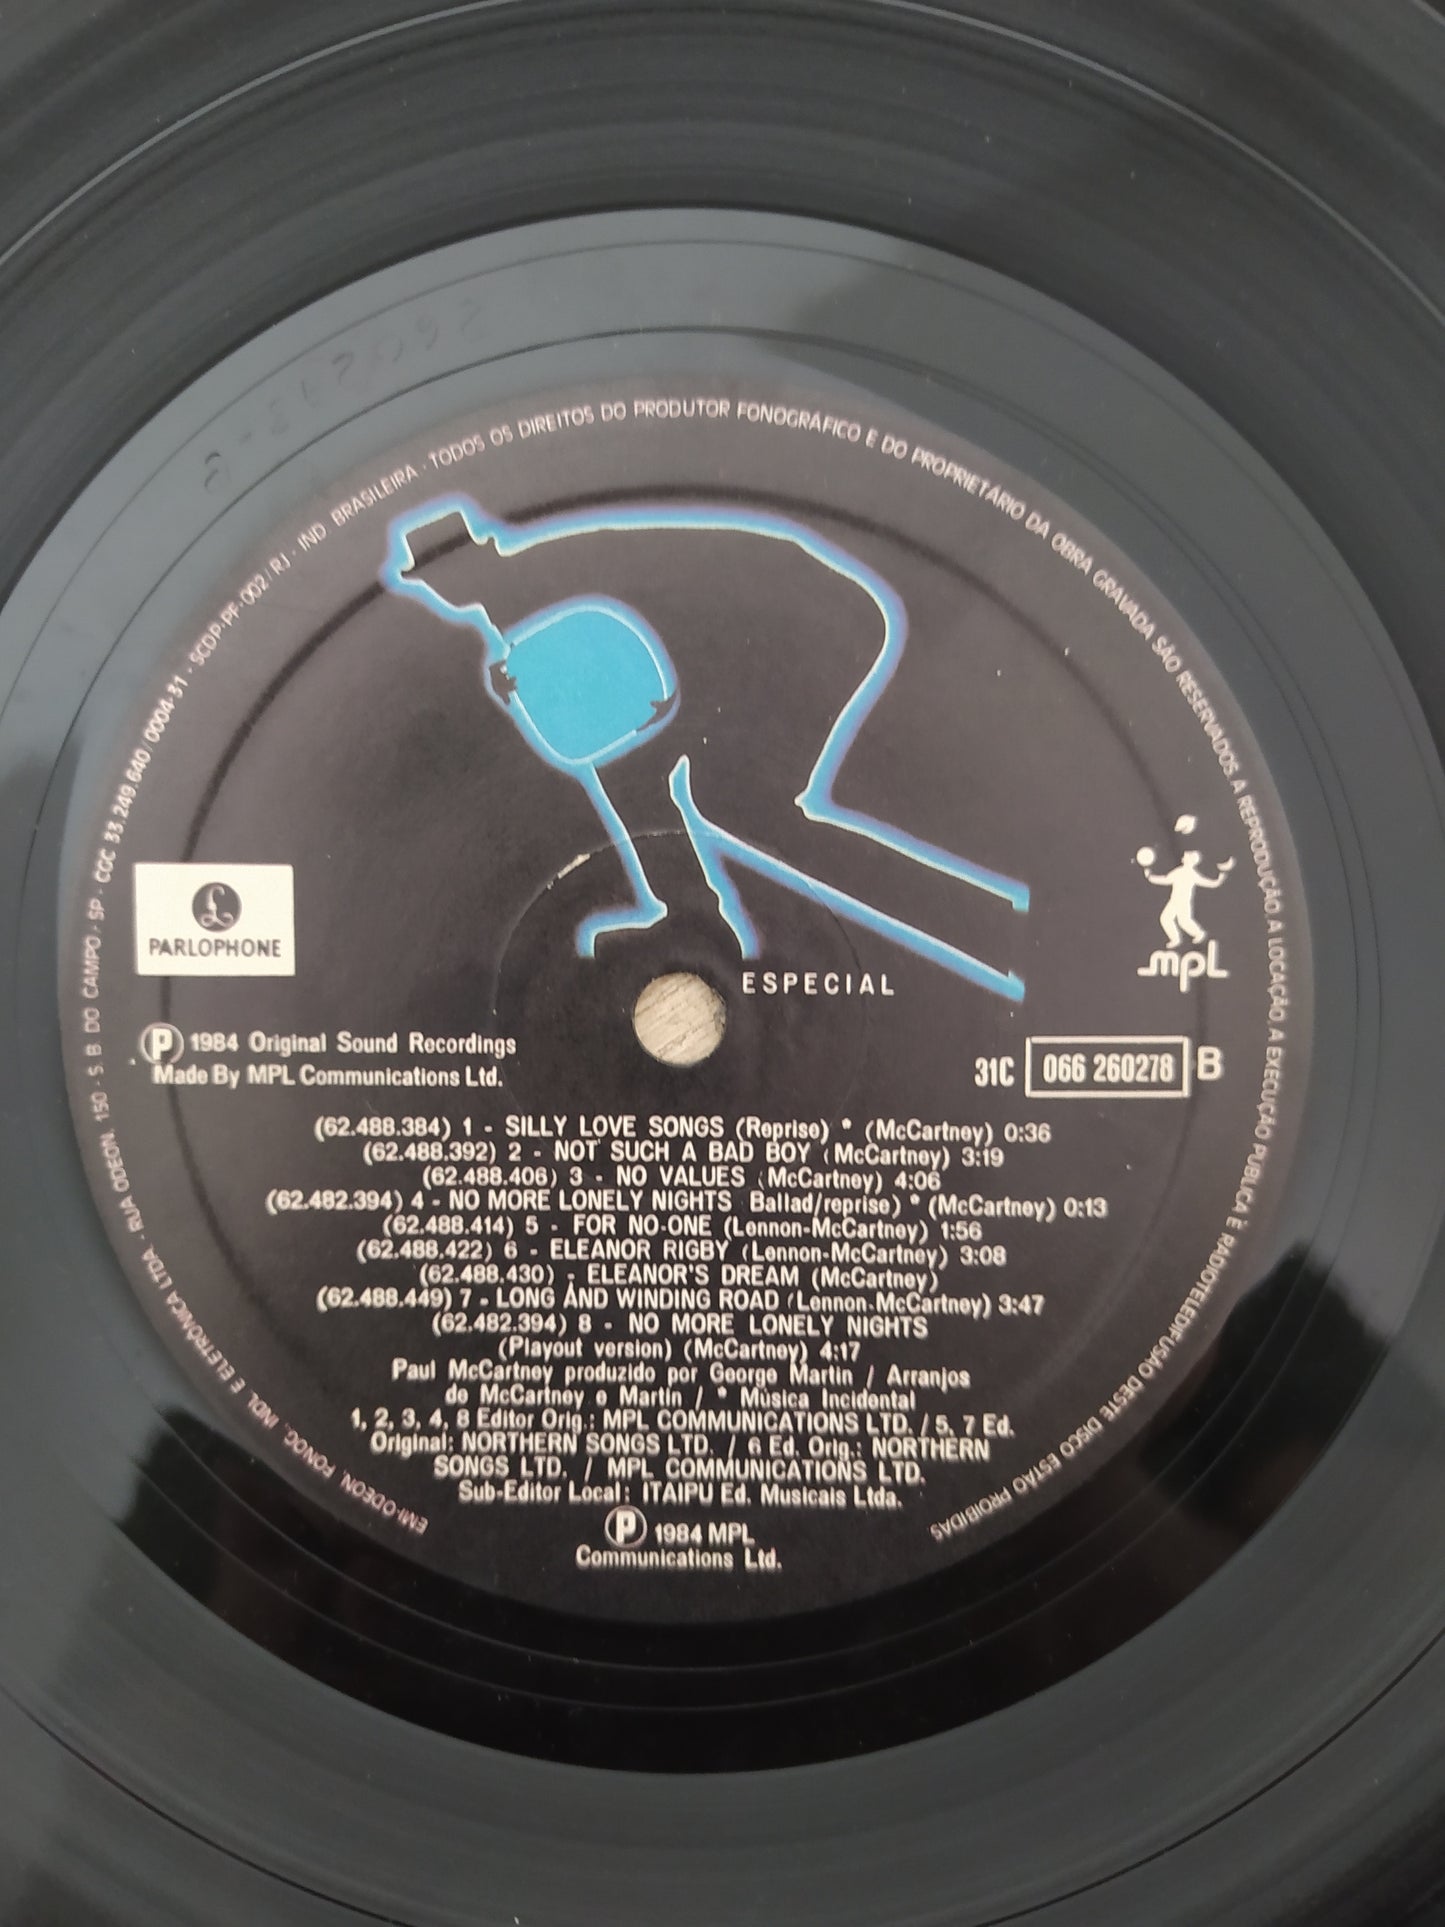 EMI-ODEON, FONOG. INDL. E ELETRÔNICA LTDA. · RUA ODEON, 150 · S. B. DO CAMPO · SP · CGC 33.249.640/0004-31 · SCDP-PF-002/RJ · IND. BRASILEIRA · TODOS OS DIREITOS DO PRODUTOR FONOGRÁFICO E DO PROPRIETÁRIO DA OBRA GRAVADA SÃO RESERVADOS. A REPRODUÇÃO, A LOCAÇÃO, A EXECUÇÃO PUBLICA E RADIOTELEDIFUSÃO DESTE DISCO ESTÃO PROIBIDAS
£
PARLOPHONE
mpl
ESPECIAL
Ⓟ 1984 Original Sound Recordings
Made By MPL Communications Ltd.
31C 066 260278 B
(62.488.384) 1 - SILLY LOVE SONGS (Reprise) * (McCartney) 0:36
(62.488.392) 2 - NOT SUCH A BAD BOY (McCartney) 3:19
(62.488.406) 3 - NO VALUES (McCartney) 4:06
(62.482.394) 4 - NO MORE LONELY NIGHTS Ballad/reprise) * (McCartney) 0:13
(62.488.414) 5 - FOR NO-ONE (Lennon-McCartney) 1:56
(62.488.422) 6 - ELEANOR RIGBY (Lennon-McCartney) 3:08
(62.488.430) - ELEANOR'S DREAM (McCartney)
(62.488.449) 7 - LONG AND WINDING ROAD (Lennon-McCartney) 3:47
(62.482.394) 8 - NO MORE LONELY NIGHTS
(Playout version) (McCartney) 4:17
Paul McCartney produzido por George Martin / Arranjos
de McCartney e Martin / * Música Incidental
1, 2, 3, 4, 8 Editor Orig.: MPL COMMUNICATIONS LTD. / 5, 7 Ed.
Original: NORTHERN SONGS LTD. / 6 Ed. Orig.: NORTHERN
SONGS LTD. / MPL COMMUNICATIONS LTD.
Sub-Editor Local: ITAIPU Ed. Musicais Ltda.
Ⓟ 1984 MPL
Communications Ltd.